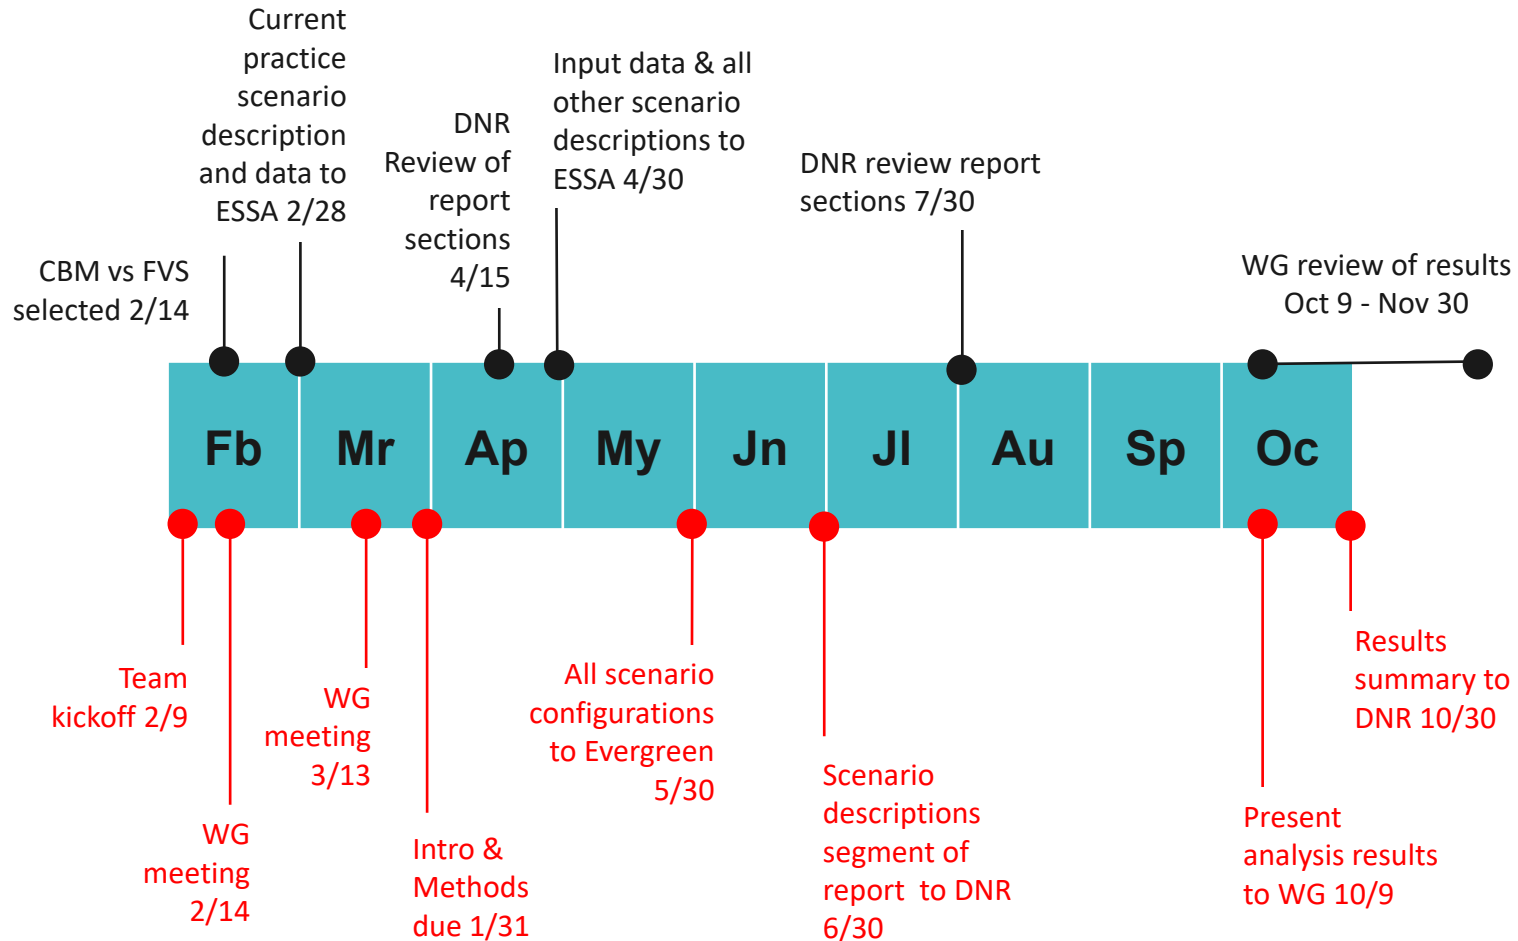 Current
practice
scenario
description
and data to
ESSA 2/28
CBM vs FVS
selected 2/14
DNR
Review of
report
sections
4/15
Input data & all
other scenario
descriptions to
ESSA 4/30
DNR review report
sections 7/30
WG review of results
Oct 9 - Nov 30
Fb
Mr
Ap
My
Jn
Jl
Au
Sp
Oc
Team
kickoff 2/9
WG
meeting
2/14
WG
meeting
3/13
Intro &
Methods
due 1/31
All scenario
configurations
to Evergreen
5/30
Scenario
descriptions
segment of
report  to DNR
6/30
Present
analysis results
to WG 10/9
Results
summary to
DNR 10/30